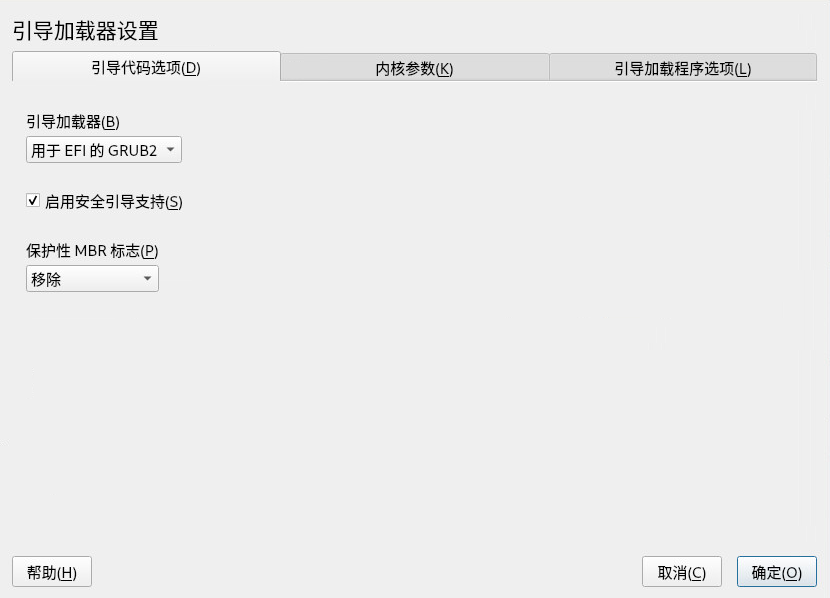 引导加载器设置
引导代码选项(D)
内核参数(K)
引导加载程序选项(L)
引导加载器(B)
用于 EFI 的 GRUB2
启用安全引导支持(S)
保护性 MBR 标志(P)
移除
帮助(H)
取消(C)
确定(O)